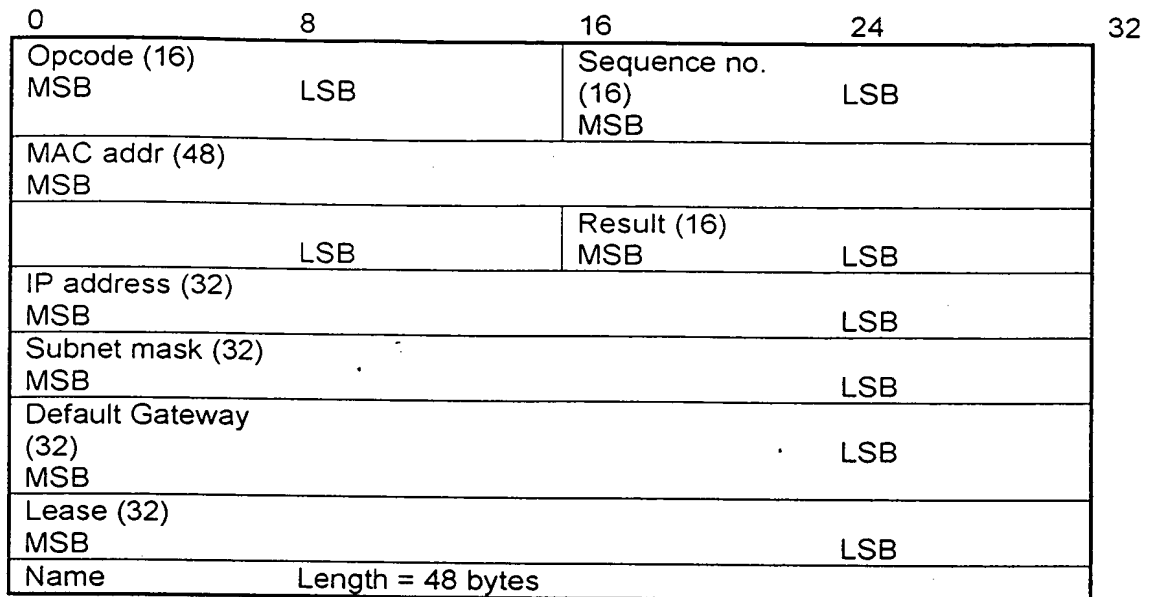 0 8 16 24 32
Opcode (16) Sequence no.
MSB LSB (16) LSB
MSB
MAC addr (48)
MSB
Result (16)
LSB MSB LSB
IP address (32)
MSB LSB
Subnet mask (32)
MSB LSB
Default Gateway
(32) LSB
MSB
Lease (32)
MSB LSB
Name Length = 48 bytes